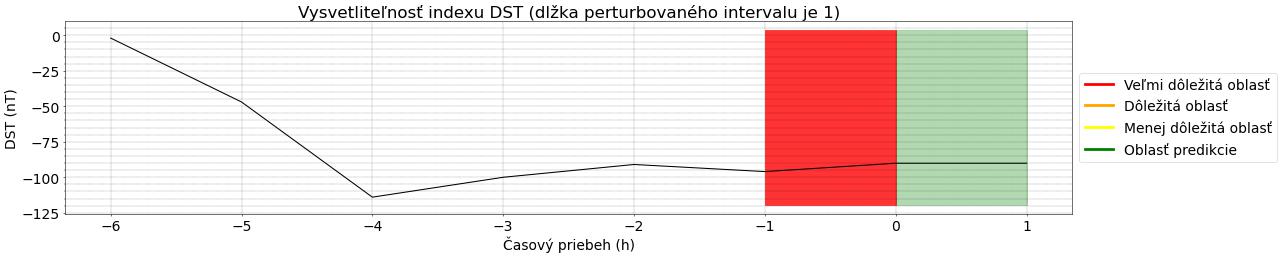 Vysvetliteľnosť indexu DST (dlžka perturbovaného intervalu je 1)
DST (nT)
0
−25
−50
−75
−100
−125
−6 −5 −4 −3 −2 −1 0 1
Časový priebeh (h)
Veľmi dôležitá oblasť
Dôležitá oblasť
Menej dôležitá oblasť
Oblasť predikcie